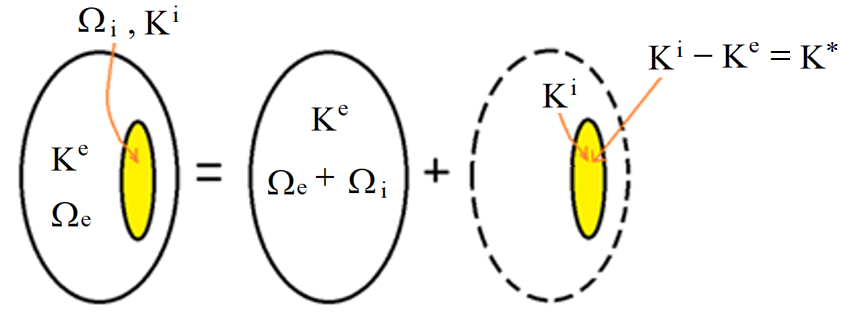 Ωᵢ , Kⁱ
Kᵉ
Ωₑ
=
Kᵉ
Ωₑ + Ωᵢ
+
Kⁱ
Kⁱ – Kᵉ = K*